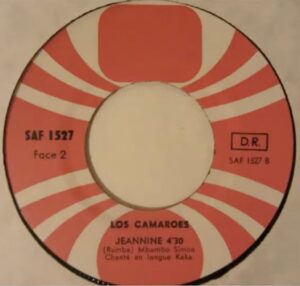 SAF 1527
Face 2
D.R.
SAF 1527 B
LOS CAMAROES
JEANNINE 4'30
(Rumba) Mbambo Simon
Chanté en langue Kaka.